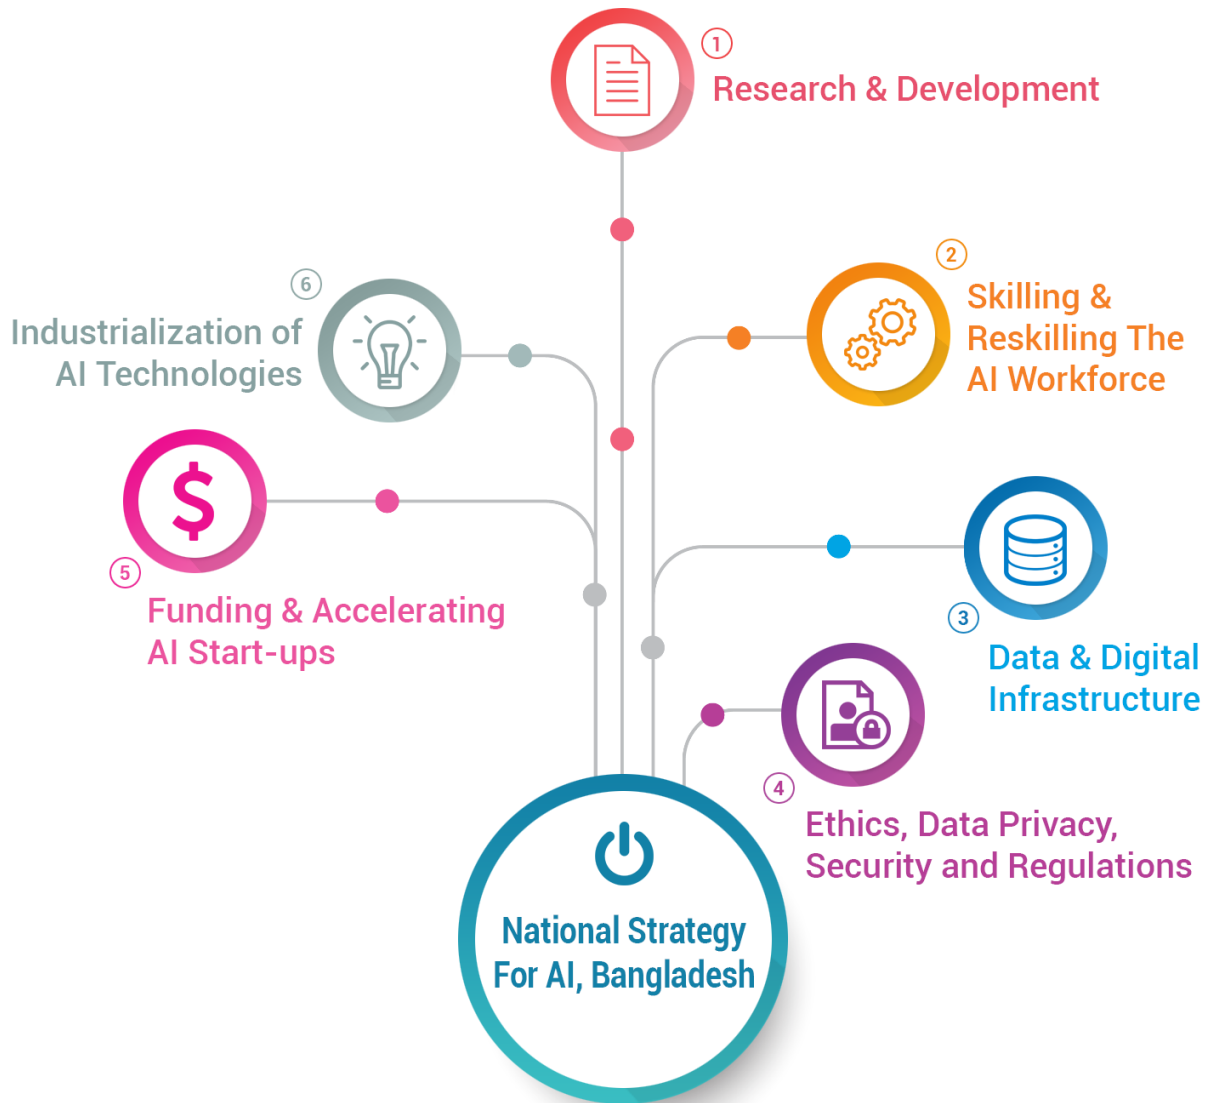 1
Research & Development
2
Skilling &
Reskilling The
AI Workforce
3
Data & Digital
Infrastructure
4
Ethics, Data Privacy,
Security and Regulations
5
Funding & Accelerating
AI Start-ups
6
Industrialization of
AI Technologies
$
National Strategy
For AI, Bangladesh